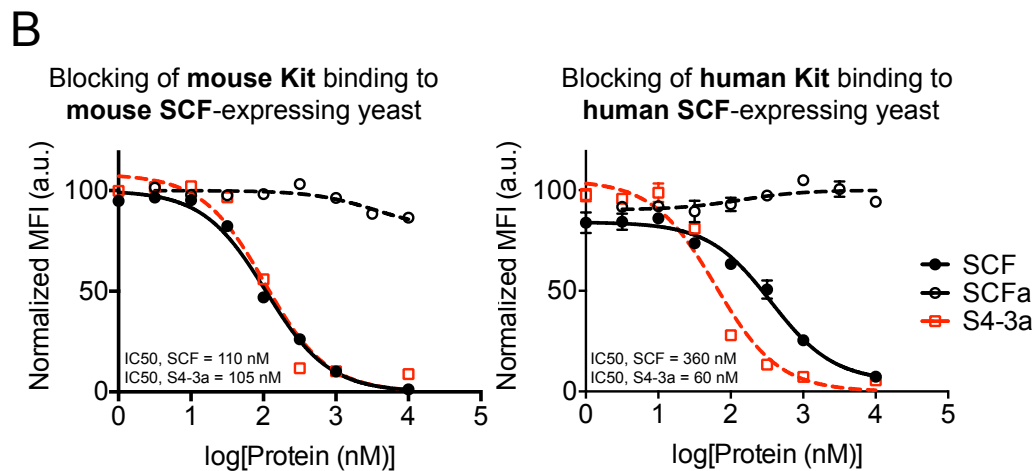 B
Blocking of mouse Kit binding to
mouse SCF-expressing yeast
Normalized MFI (a.u.)
100
50
0
IC50, SCF = 110 nM
IC50, S4-3a = 105 nM
0 1 2 3 4 5
log[Protein (nM)]
Blocking of human Kit binding to
human SCF-expressing yeast
Normalized MFI (a.u.)
100
50
0
IC50, SCF = 360 nM
IC50, S4-3a = 60 nM
0 1 2 3 4 5
log[Protein (nM)]
SCF
SCFa
S4-3a